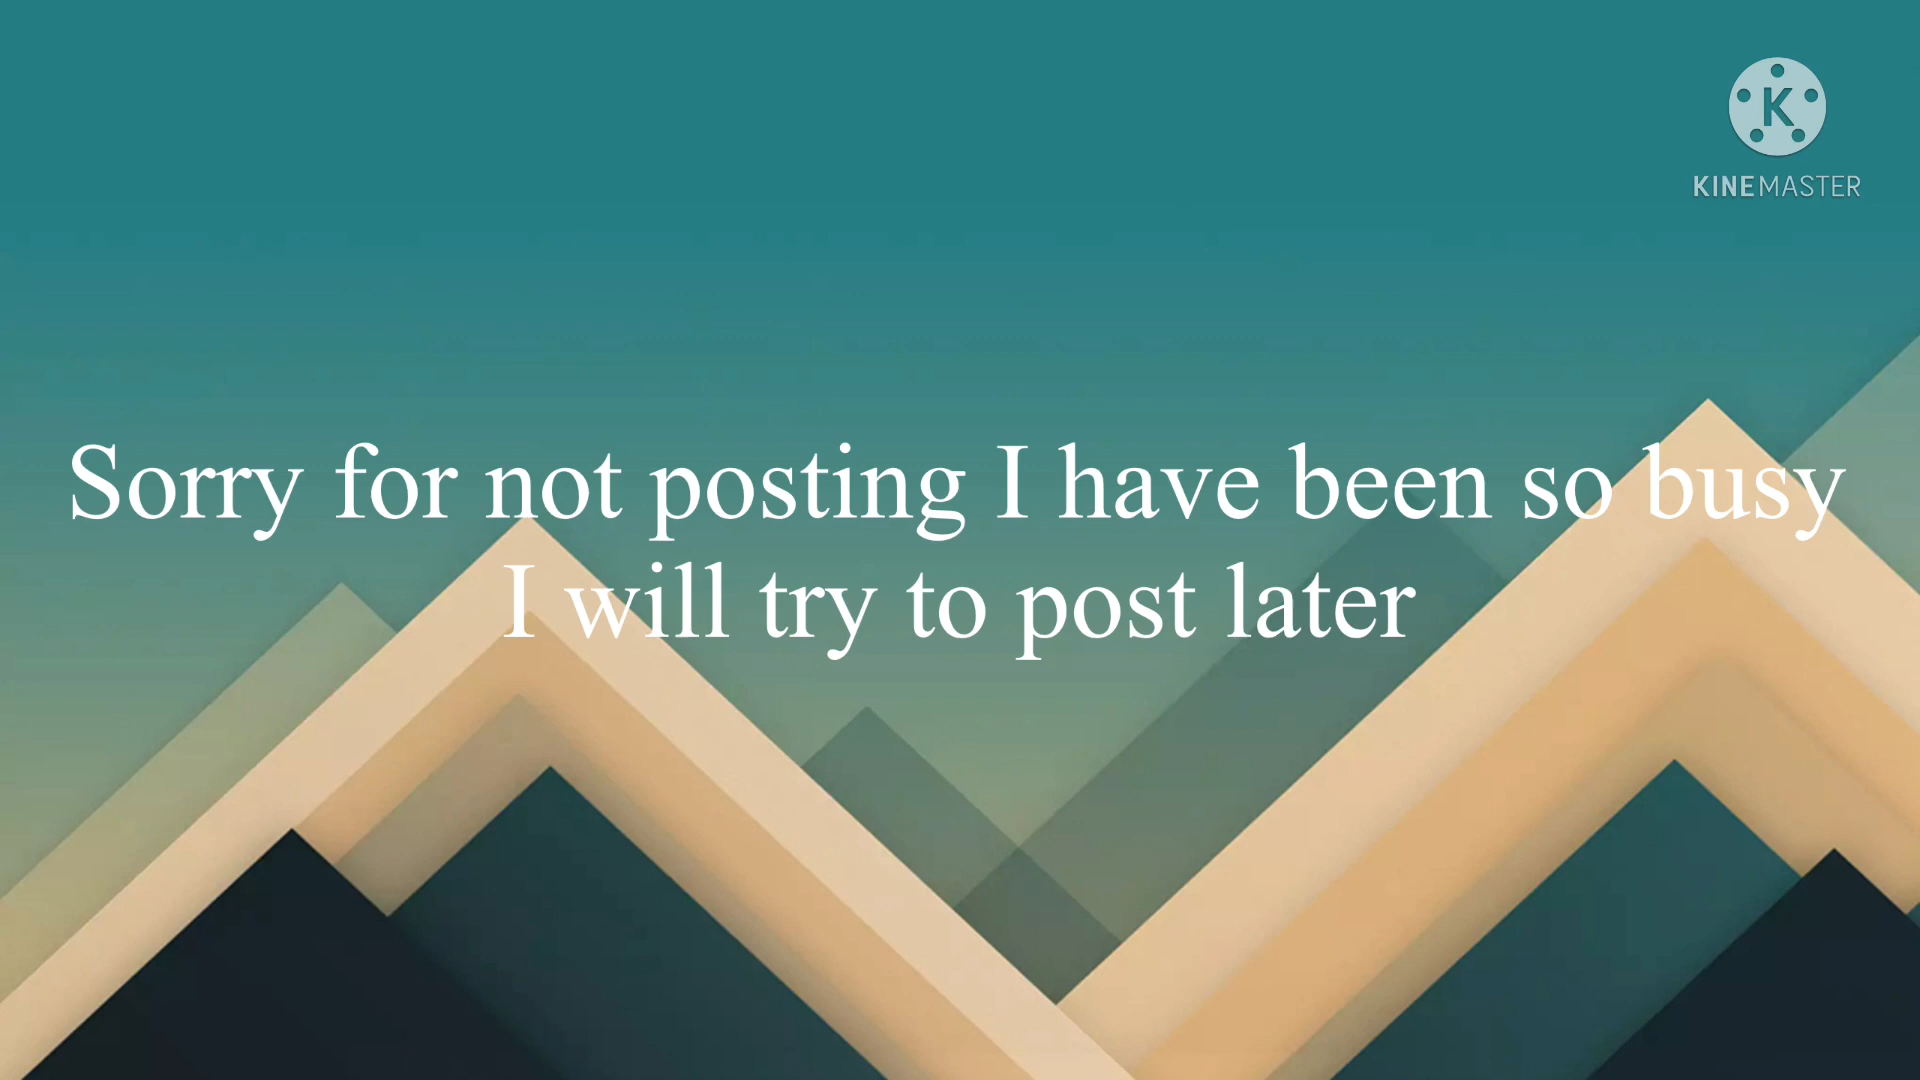 K
KINEMASTER
Sorry for not posting I have been so busy
I will try to post later